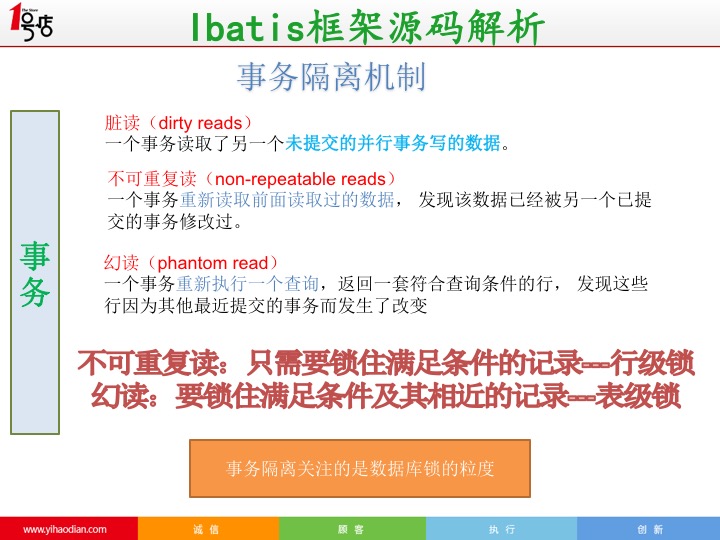 1号店
Ibatis框架源码解析
事务隔离机制
脏读（dirty reads）
一个事务读取了另一个未提交的并行事务写的数据。
不可重复读（non-repeatable reads）
一个事务重新读取前面读取过的数据， 发现该数据已经被另一个已提
交的事务修改过。
事务
幻读（phantom read）
一个事务重新执行一个查询，返回一套符合查询条件的行， 发现这些
行因为其他最近提交的事务而发生了改变
不可重复读：只需要锁住满足条件的记录---行级锁
幻读：要锁住满足条件及其相近的记录---表级锁
事务隔离关注的是数据库锁的粒度
www.yihaodian.com 诚 信 顾 客 执 行 创 新